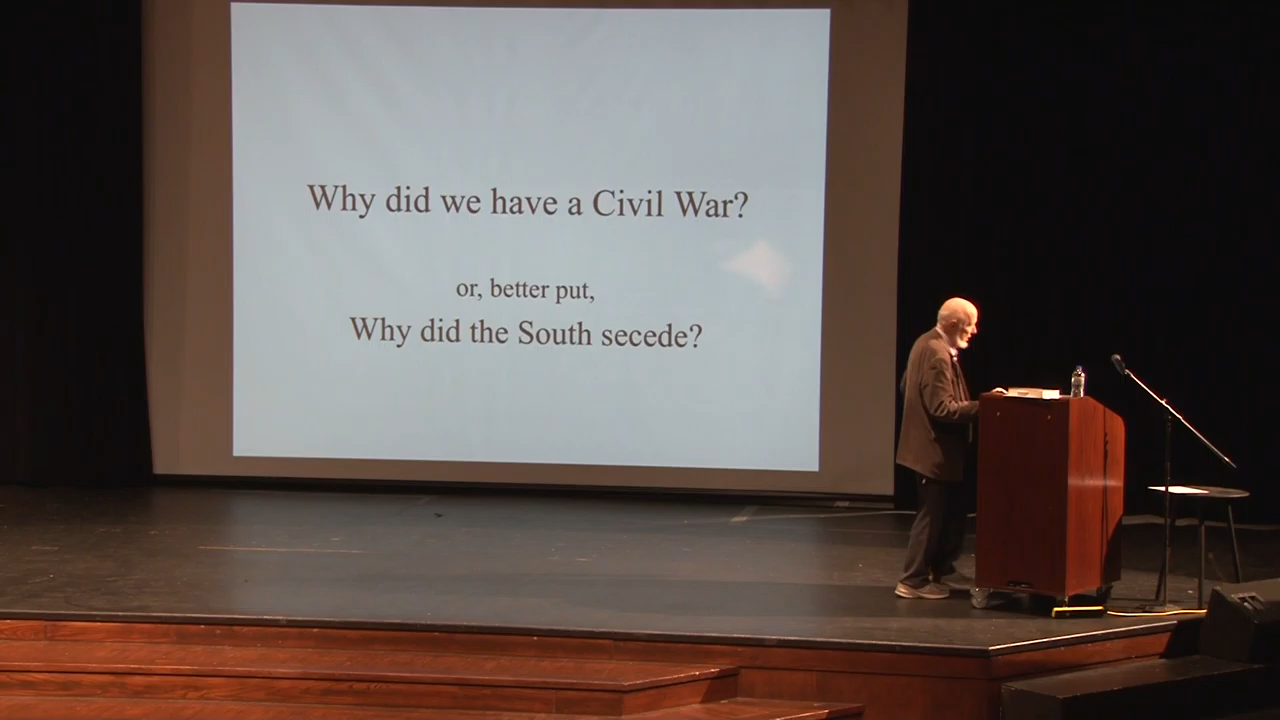 Why did we have a Civil War?
or, better put,
Why did the South secede?